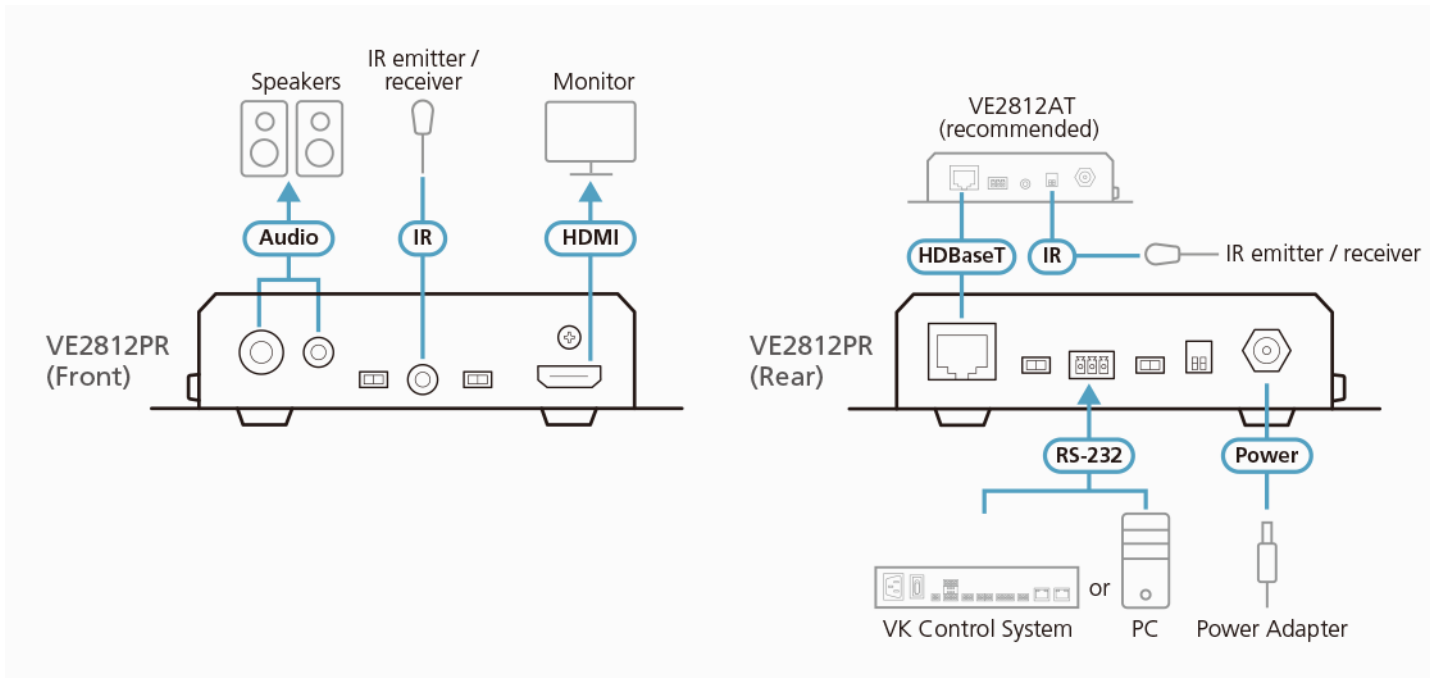 Speakers
IR emitter /
receiver
Monitor
Audio
IR
HDMI
VE2812PR
(Front)
VE2812AT
(recommended)
HDBaseT
IR
IR emitter / receiver
VE2812PR
(Rear)
RS-232
Power
or
VK Control System
PC
Power Adapter